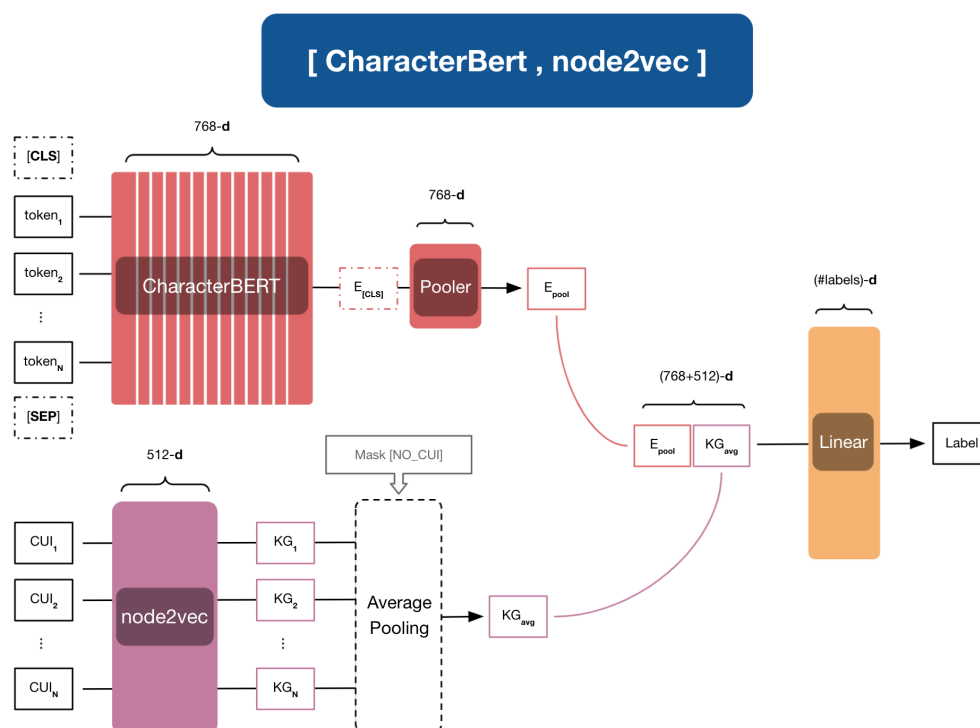 [ CharacterBert , node2vec ]
768-d
[CLS]
token1
token2
⋮
tokenN
[SEP]
CharacterBERT
E[CLS]
768-d
Pooler
Epool
(768+512)-d
Epool
KGavg
(#labels)-d
Linear
Label
512-d
CUI1
CUI2
⋮
CUIN
node2vec
KG1
KG2
⋮
KGN
Mask [NO_CUI]
Average
Pooling
KGavg